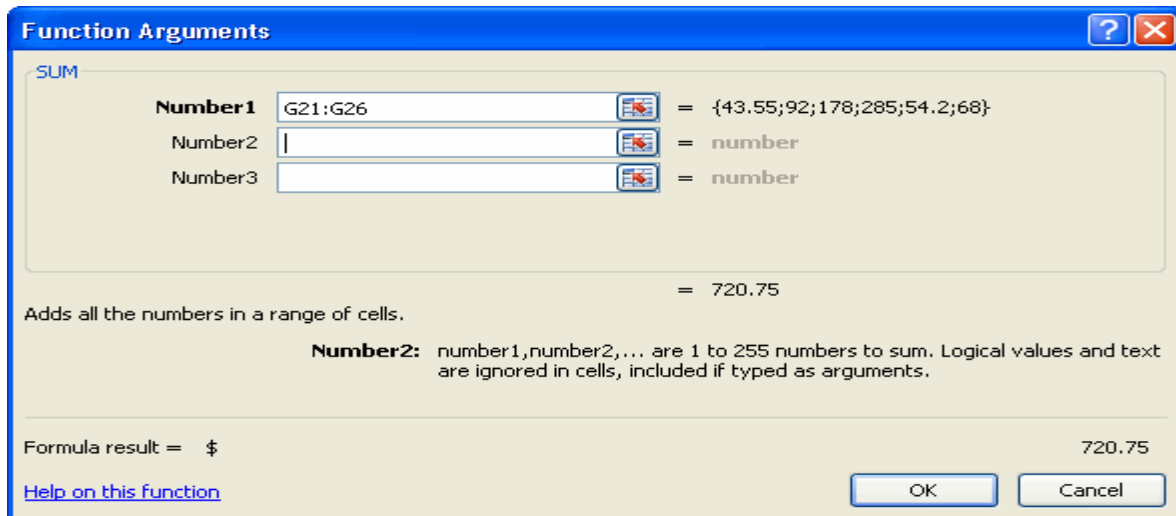 Function Arguments
SUM
Number1 G21:G26 = {43.55;92;178;285;54.2;68}
Number2 = number
Number3 = number
= 720.75
Adds all the numbers in a range of cells.
Number2: number1,number2,... are 1 to 255 numbers to sum. Logical values and text
are ignored in cells, included if typed as arguments.
Formula result = $ 720.75
Help on this function OK Cancel